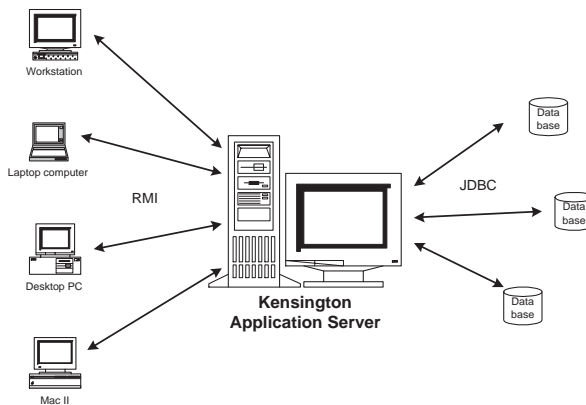 Workstation
Laptop computer
RMI
Desktop PC
Mac II
Kensington
Application Server
JDBC
Data
base
Data
base
Data
base